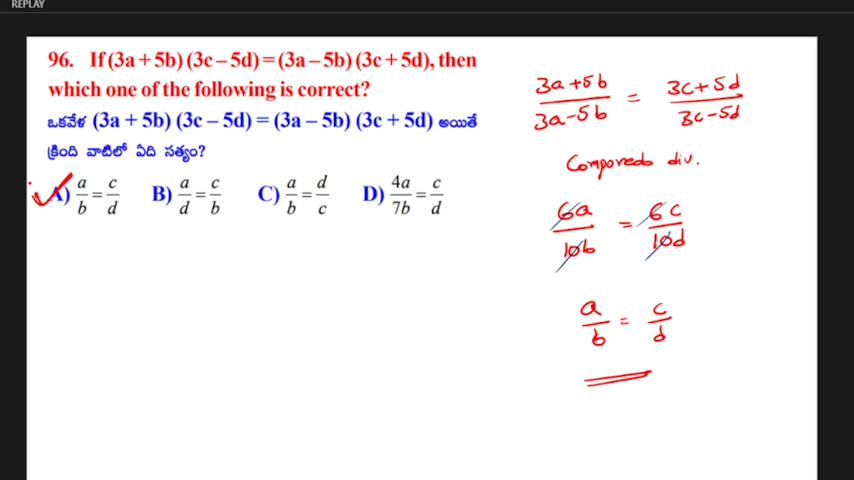 REPLAY
96. If (3a + 5b) (3c – 5d) = (3a – 5b) (3c + 5d), then
which one of the following is correct?
ఒకవేళ (3a + 5b) (3c – 5d) = (3a – 5b) (3c + 5d) అయితే
క్రింది వాటిలో ఏది సత్యం?
A) a/b = c/d B) a/d = c/b C) a/b = d/c D) 4a/7b = c/d
3a+5b/3a-5b = 3c+5d/3c-5d
Componedo div.
6a/10b = 6c/10d
a/b = c/d